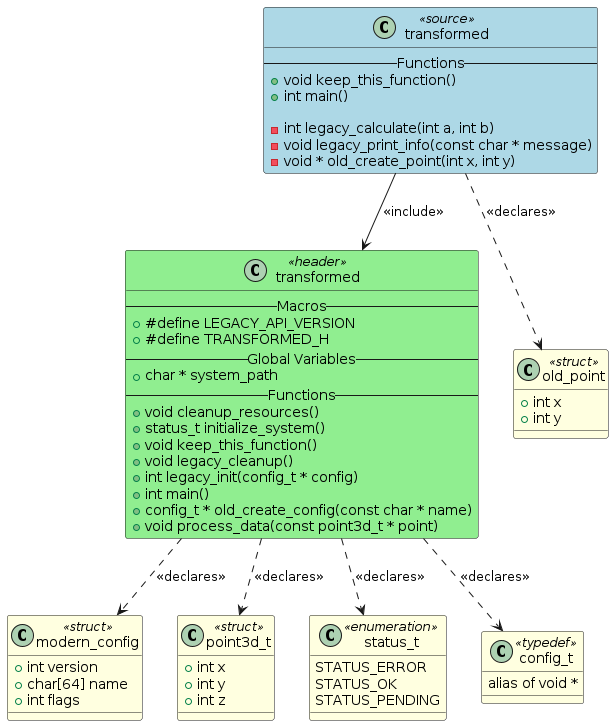 C «source»
transformed
Functions
void keep_this_function()
int main()
int legacy_calculate(int a, int b)
void legacy_print_info(const char * message)
void * old_create_point(int x, int y)
«include»
«declares»
C «header»
transformed
Macros
#define LEGACY_API_VERSION
#define TRANSFORMED_H
Global Variables
char * system_path
Functions
void cleanup_resources()
status_t initialize_system()
void keep_this_function()
void legacy_cleanup()
int legacy_init(config_t * config)
int main()
config_t * old_create_config(const char * name)
void process_data(const point3d_t * point)
C «struct»
old_point
int x
int y
«declares»
«declares»
«declares»
«declares»
C «struct»
modern_config
int version
char[64] name
int flags
C «struct»
point3d_t
int x
int y
int z
C «enumeration»
status_t
STATUS_ERROR
STATUS_OK
STATUS_PENDING
C «typedef»
config_t
alias of void *